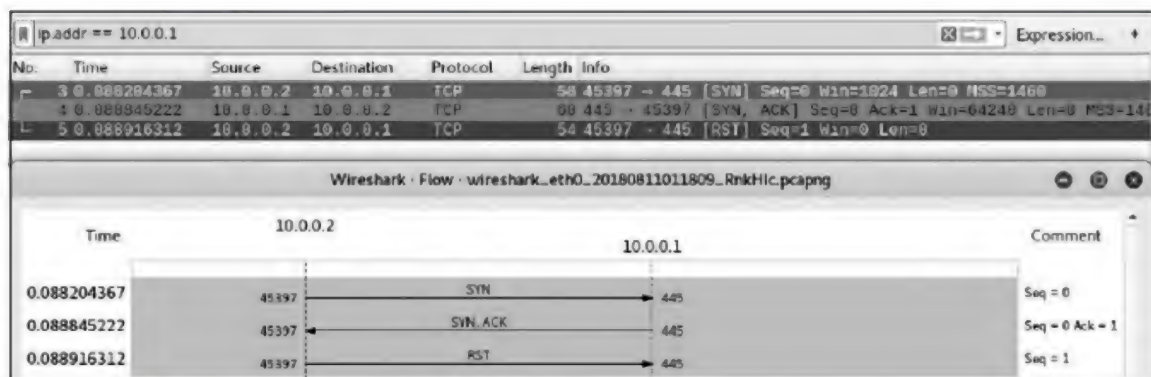 ip.addr == 10.0.0.1 Expression... +
No. Time Source Destination Protocol Length Info
3 0.088204367 10.0.0.2 10.0.0.1 TCP 58 45397 → 445 [SYN] Seq=0 Win=1024 Len=0 MSS=1460
4 0.088845222 10.0.0.1 10.0.0.2 TCP 60 445 → 45397 [SYN, ACK] Seq=0 Ack=1 Win=64240 Len=0 MSS=146
5 0.088916312 10.0.0.2 10.0.0.1 TCP 54 45397 → 445 [RST] Seq=1 Win=0 Len=0
Wireshark · Flow · wireshark_eth0_20180811011809_RnkHlc.pcapng
Time 10.0.0.2 10.0.0.1 Comment
0.088204367 45397 SYN 445 Seq = 0
0.088845222 45397 SYN, ACK 445 Seq = 0 Ack = 1
0.088916312 45397 RST 445 Seq = 1